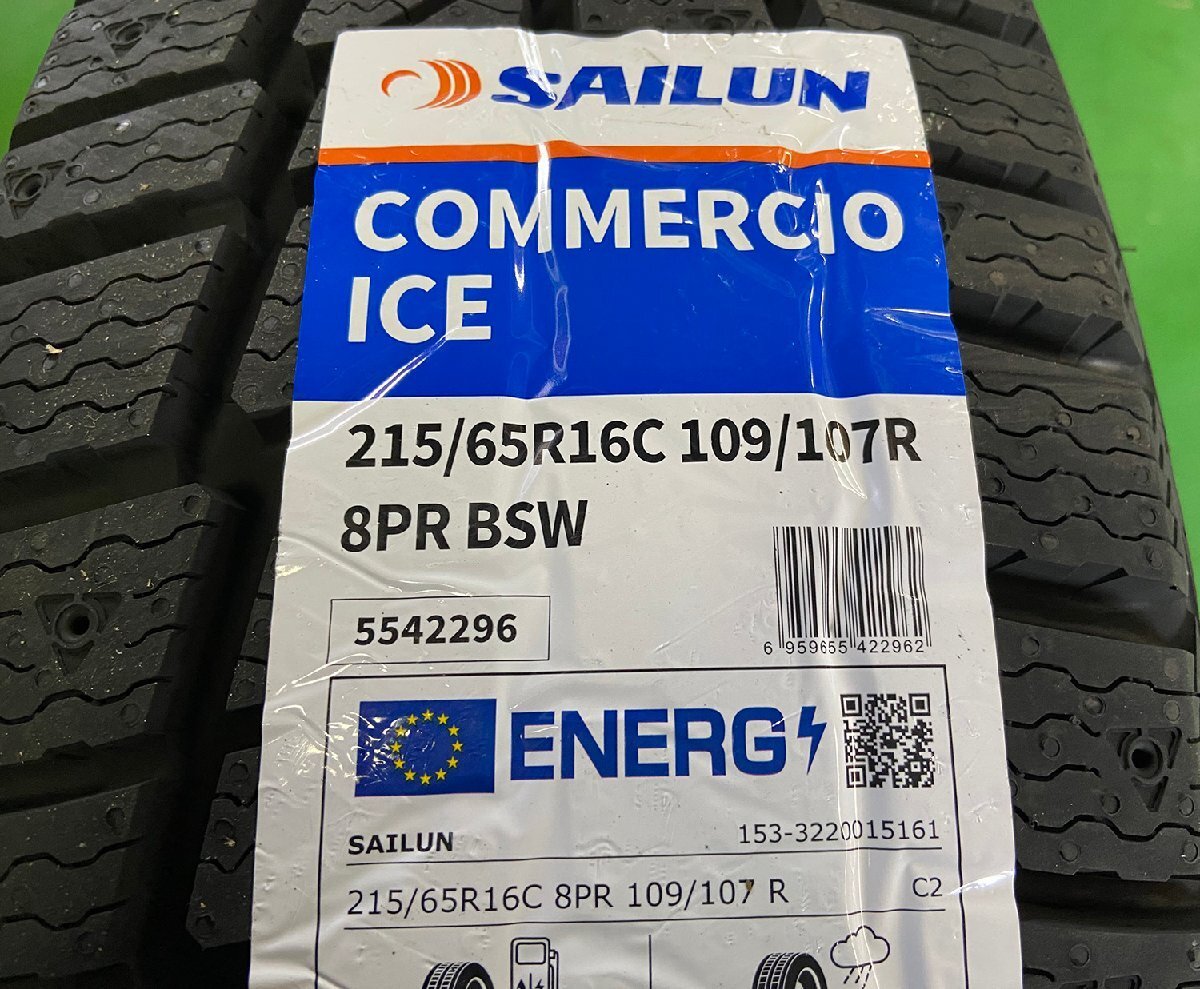 SAILUN
COMMERCIO
ICE
215/65R16C 109/107R
8PR BSW
5542296
6 959655 422962
ENERG
SAILUN
153-3220015161
215/65R16C 8PR 109/107 R
C2